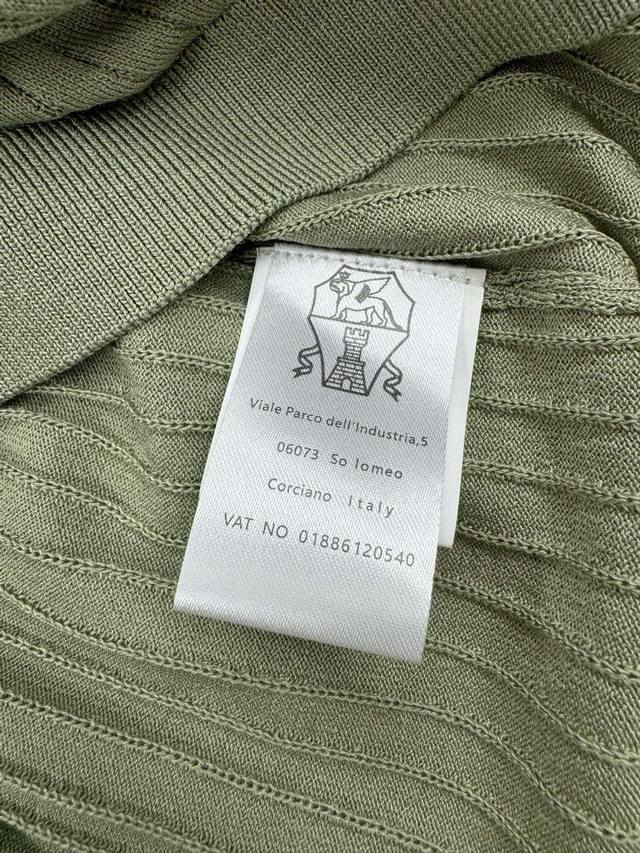 Viale Parco dell'Industria,5
06073 So lomeo
Corciano Italy
VAT NO 01886120540